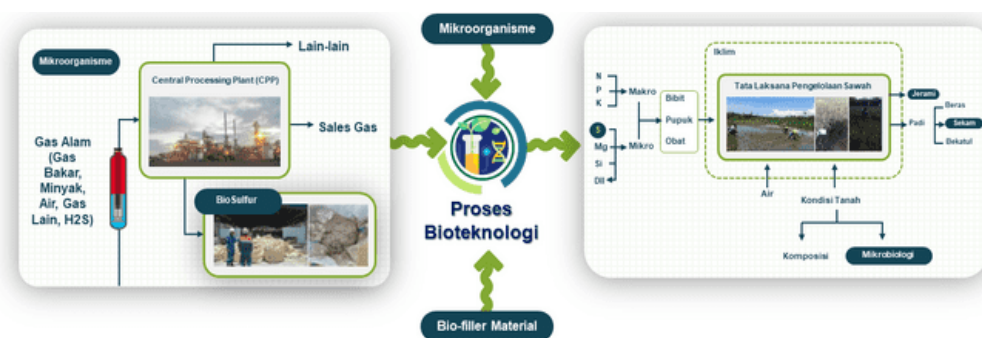 Mikroorganisme
Lain-lain
Central Processing Plant (CPP)
Sales Gas
Gas Alam
(Gas
Bakar,
Minyak,
Air, Gas
Lain, H2S)
BioSulfur
Mikroorganisme
Proses
Bioteknologi
Bio-filler Material
Iklim
N
P
K
Makro
S
Mg
Si
Dll
Mikro
Bibit
Pupuk
Obat
Tata Laksana Pengelolaan Sawah
Jerami
Padi
Beras
Sekam
Bekatul
Air
Kondisi Tanah
Komposisi
Mikrobiologi